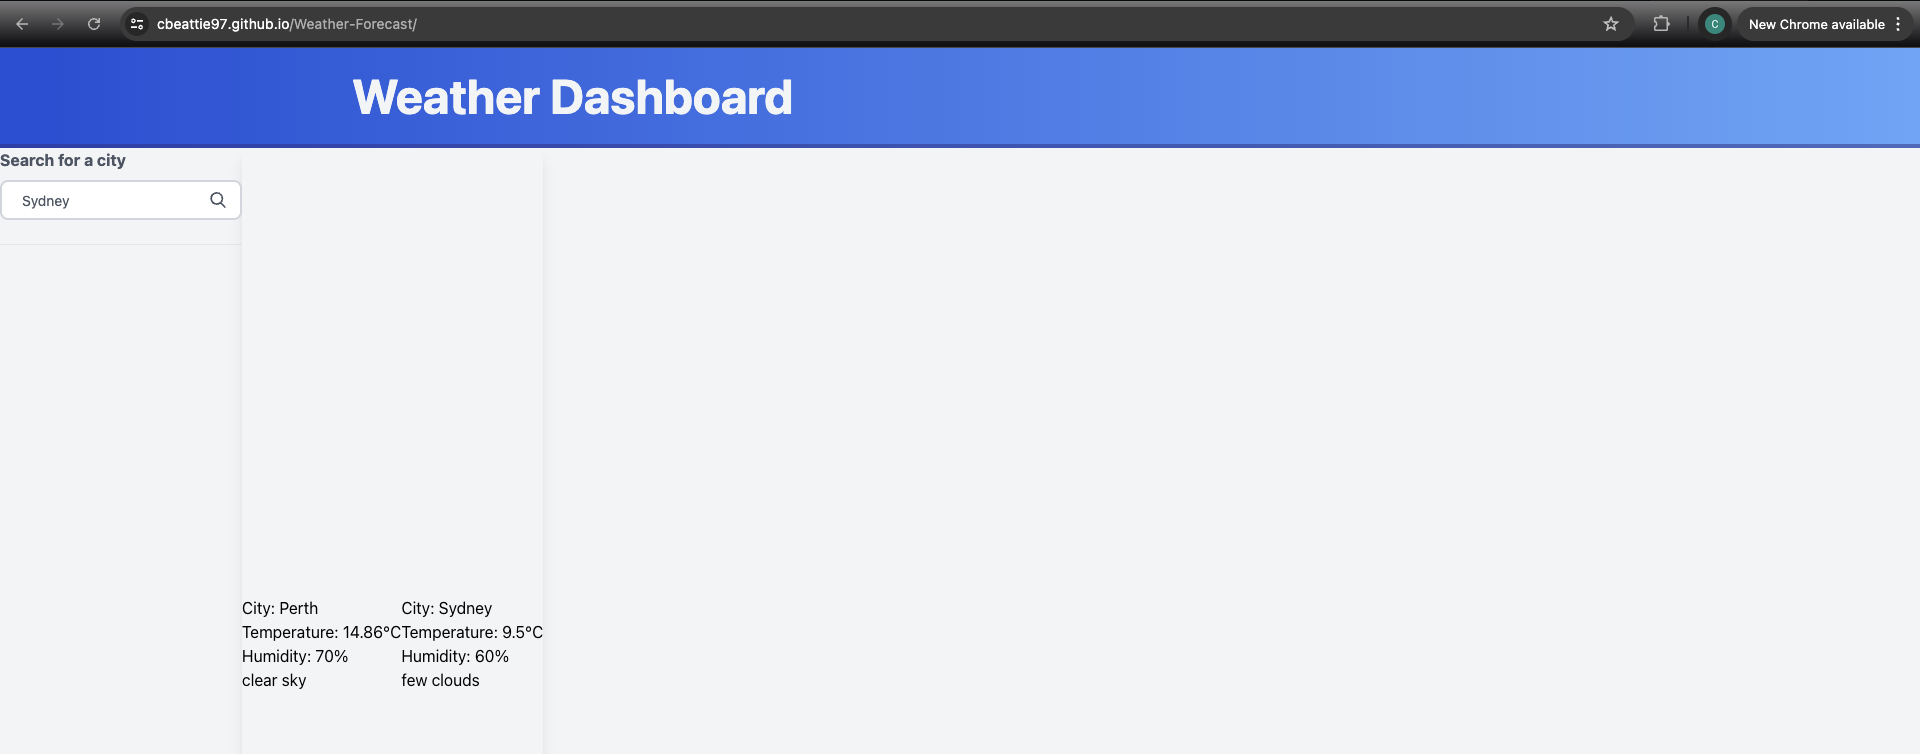 cbeattie97.github.io/Weather-Forecast/
C
New Chrome available
Weather Dashboard
Search for a city
Sydney
City: Perth
Temperature: 14.86°C
Humidity: 70%
clear sky
City: Sydney
Temperature: 9.5°C
Humidity: 60%
few clouds